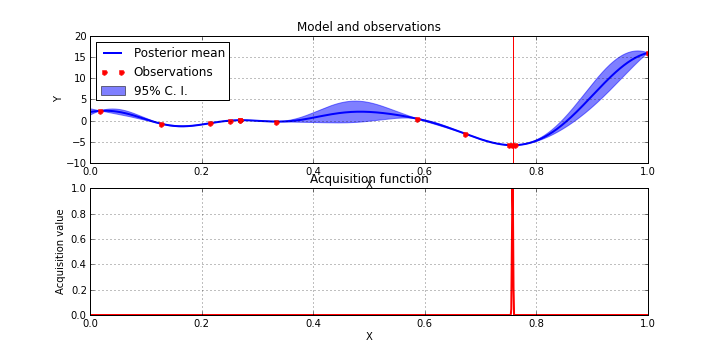 Model and observations
Y
20
15
10
5
0
−5
−10
Posterior mean
Observations
95% C. I.
0.0 0.2 0.4 0.6 0.8 1.0
X
Acquisition function
Acquisition value
1.0
0.8
0.6
0.4
0.2
0.0
0.0 0.2 0.4 0.6 0.8 1.0
X